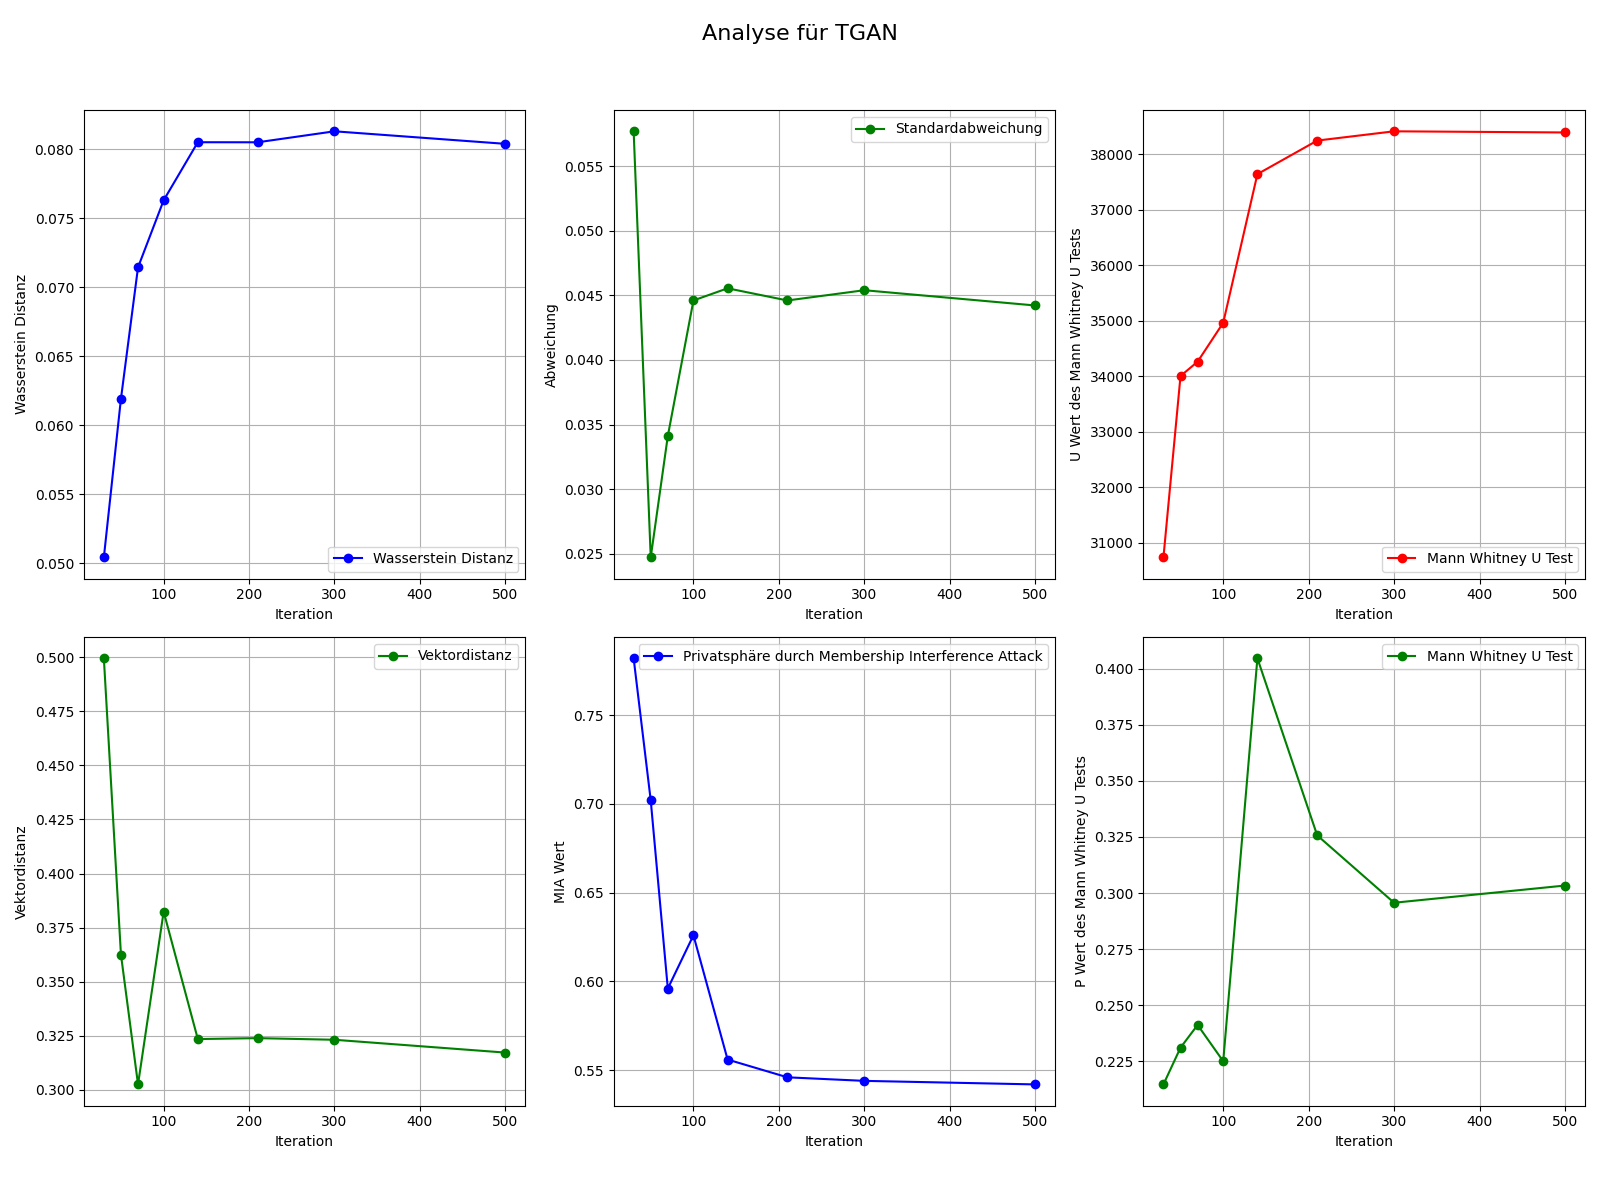 Analyse für TGAN
Wasserstein Distanz
0.080
0.075
0.070
0.065
0.060
0.055
0.050
Wasserstein Distanz
100 200 300 400 500
Iteration
Abweichung
0.055
0.050
0.045
0.040
0.035
0.030
0.025
Standardabweichung
100 200 300 400 500
Iteration
U Wert des Mann Whitney U Tests
38000
37000
36000
35000
34000
33000
32000
31000
Mann Whitney U Test
100 200 300 400 500
Iteration
Vektordistanz
0.500
0.475
0.450
0.425
0.400
0.375
0.350
0.325
0.300
Vektordistanz
100 200 300 400 500
Iteration
MIA Wert
0.75
0.70
0.65
0.60
0.55
Privatsphäre durch Membership Interference Attack
100 200 300 400 500
Iteration
P Wert des Mann Whitney U Tests
0.400
0.375
0.350
0.325
0.300
0.275
0.250
0.225
Mann Whitney U Test
100 200 300 400 500
Iteration